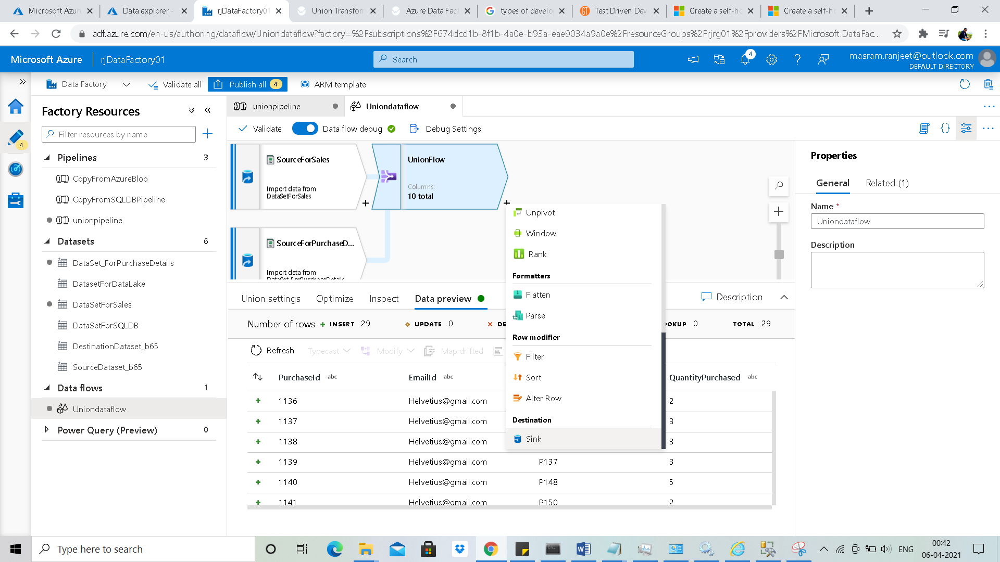 Microsoft Azu
Data explorer -
rjDataFactory01
Union Transfor
Azure Data Fac
types of develo
Test Driven Dev
Create a self-ho
Create a self-ho
adf.azure.com/en-us/authoring/dataflow/Uniondataflow?factory=%2Fsubscriptions%2F674dcd1b-8f1b-4a0e-b93a-eae9034a9a0e%2FresourceGroups%2Frjrg01%2Fproviders%2FMicrosoft.DataFac...
Microsoft Azure
rjDataFactory01
Search
4
masram.ranjeet@outlook.com
DEFAULT DIRECTORY
Data Factory
Validate all
Publish all 4
ARM template
4
Factory Resources
Filter resources by name
Pipelines 3
CopyFromAzureBlob
CopyFromSQLDBPipeline
unionpipeline
Datasets 6
DataSet_ForPurchaseDetails
DatasetForDataLake
DataSetForSales
DataSetForSQLDB
DestinationDataset_b65
SourceDataset_b65
Data flows 1
Uniondataflow
Power Query (Preview) 0
unionpipeline
Uniondataflow
Validate
Data flow debug
Debug Settings
SourceForSales
Import data from
DataSetForSales
UnionFlow
Columns:
10 total
SourceForPurchaseD...
Import data from
DataSet_ForPurchaseDetails
Unpivot
Window
Rank
Formatters
Flatten
Parse
Row modifier
Filter
Sort
Alter Row
Destination
Sink
Union settings
Optimize
Inspect
Data preview
Description
Number of rows
INSERT 29
UPDATE 0
DE
OKUP 0
TOTAL 29
Refresh
Typecast
Modify
Map drifted
PurchaseId abc
EmailId abc
QuantityPurchased abc
1136 Helvetius@gmail.com 2
1137 Helvetius@gmail.com 3
1138 Helvetius@gmail.com 3
1139 Helvetius@gmail.com P137 3
1140 Helvetius@gmail.com P148 5
1141 Helvetius@gmail.com P150 2
Properties
General
Related (1)
Name *
Uniondataflow
Description
Type here to search
ENG
00:42
06-04-2021